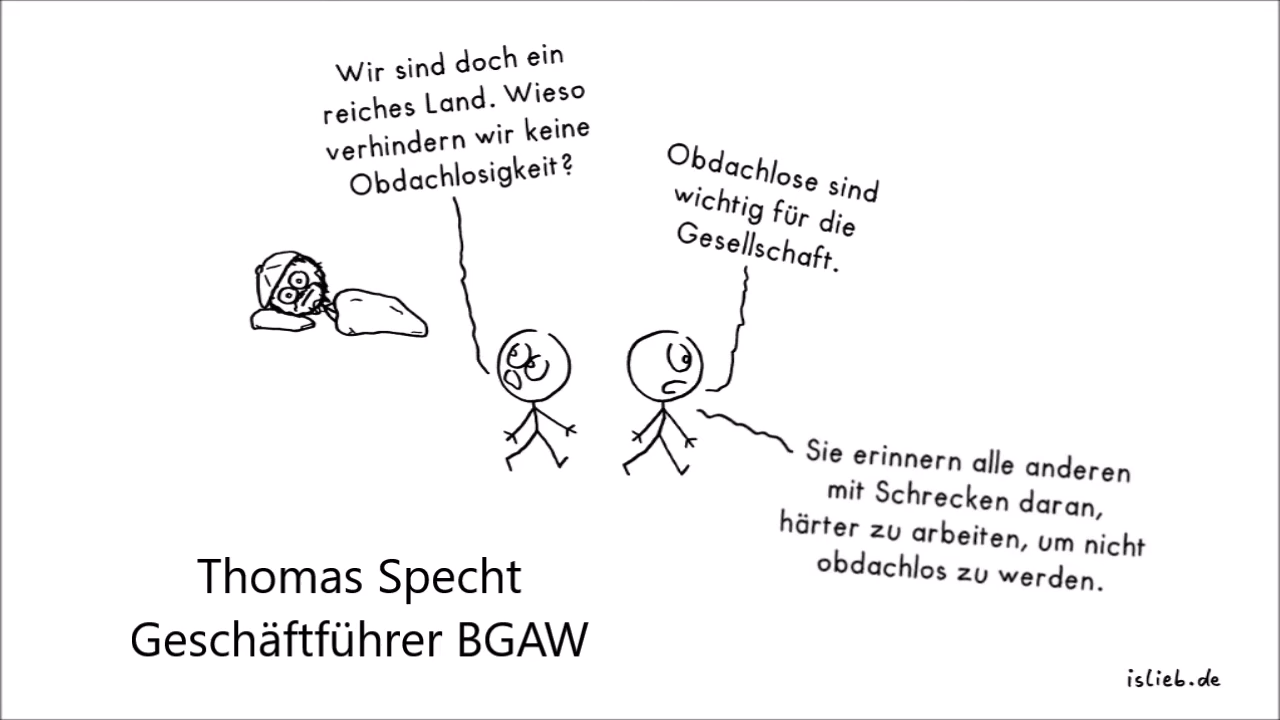 Wir sind doch ein
reiches Land. Wieso
verhindern wir keine
Obdachlosigkeit?
Obdachlose sind
wichtig für die
Gesellschaft.
Sie erinnern alle anderen
mit Schrecken daran,
härter zu arbeiten, um nicht
obdachlos zu werden.
Thomas Specht
Geschäftführer BGAW
islieb.de